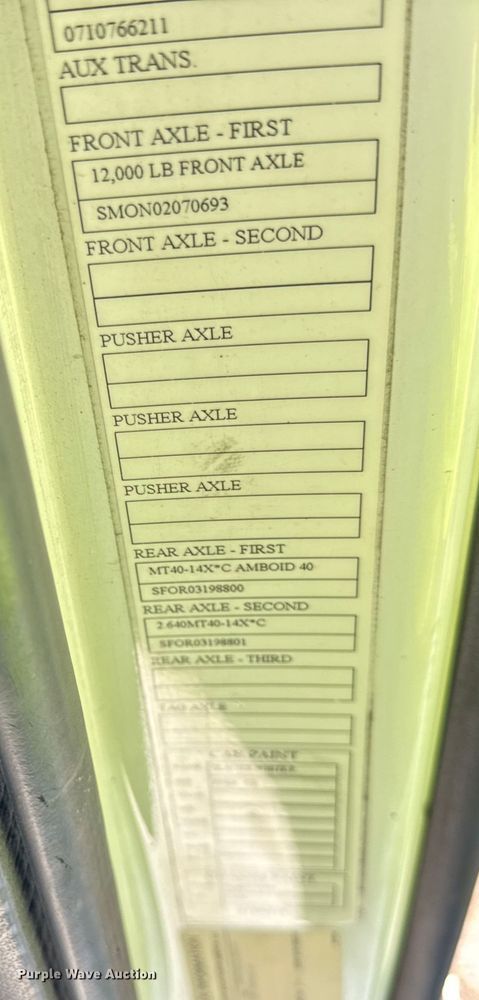 0710766211
AUX TRANS.
FRONT AXLE - FIRST
12,000 LB FRONT AXLE
SMON02070693
FRONT AXLE - SECOND
PUSHER AXLE
PUSHER AXLE
PUSHER AXLE
REAR AXLE - FIRST
MT40-14X*C AMBOID 40
SFOR03198800
REAR AXLE - SECOND
2.640MT40-14X*C
SFOR03198801
REAR AXLE - THIRD
TAG AXLE
CAB PAINT
Purple Wave Auction